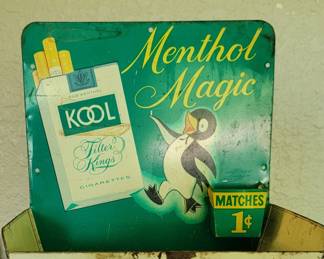 Menthol
Magic
KOOL
Filter
Kings
CIGARETTES
MATCHES
1¢